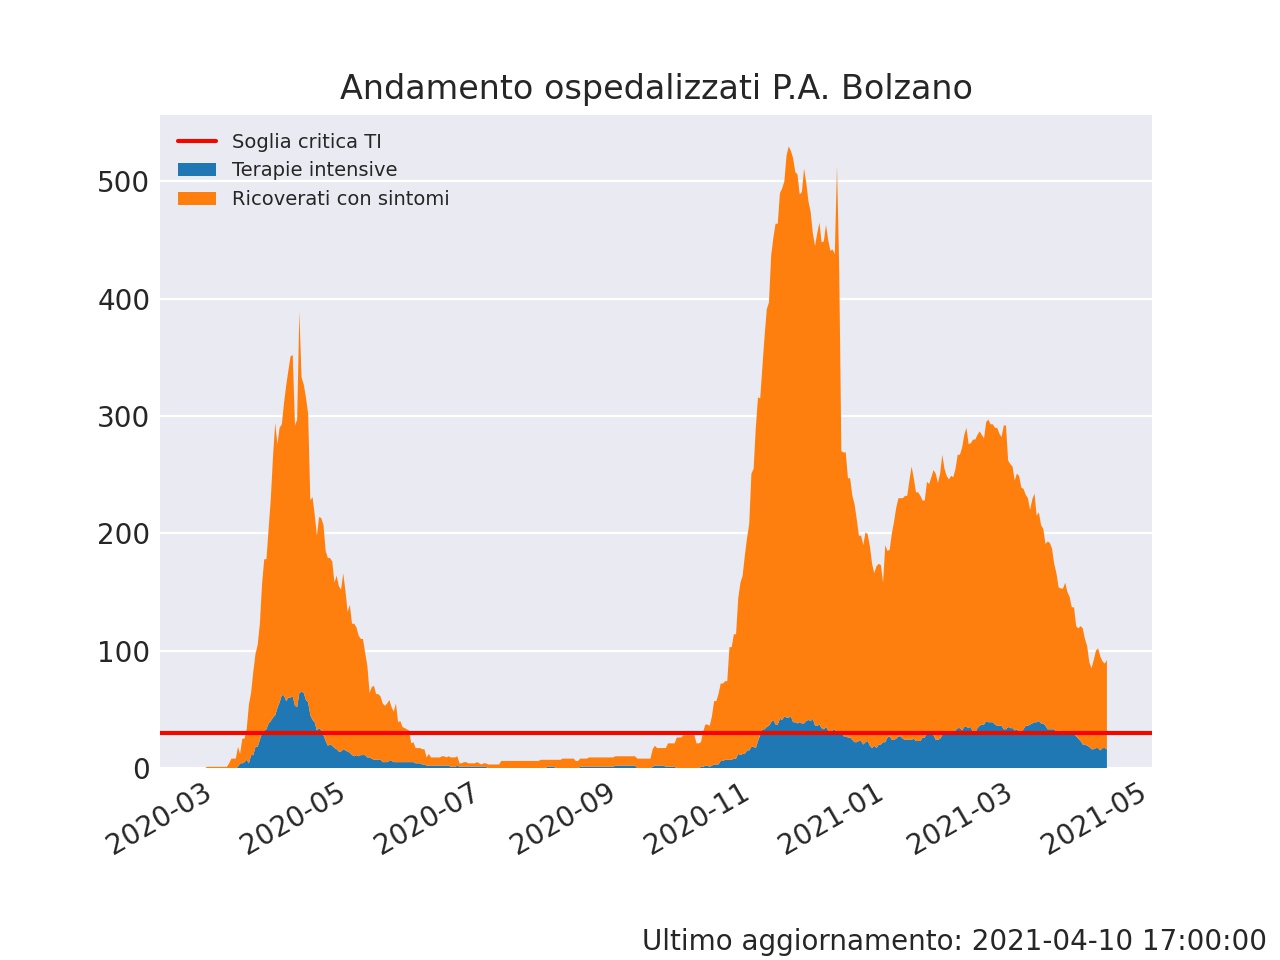 Andamento ospedalizzati P.A. Bolzano
Soglia critica TI
Terapie intensive
Ricoverati con sintomi
500
400
300
200
100
0
2020-03
2020-05
2020-07
2020-09
2020-11
2021-01
2021-03
2021-05
Ultimo aggiornamento: 2021-04-10 17:00:00